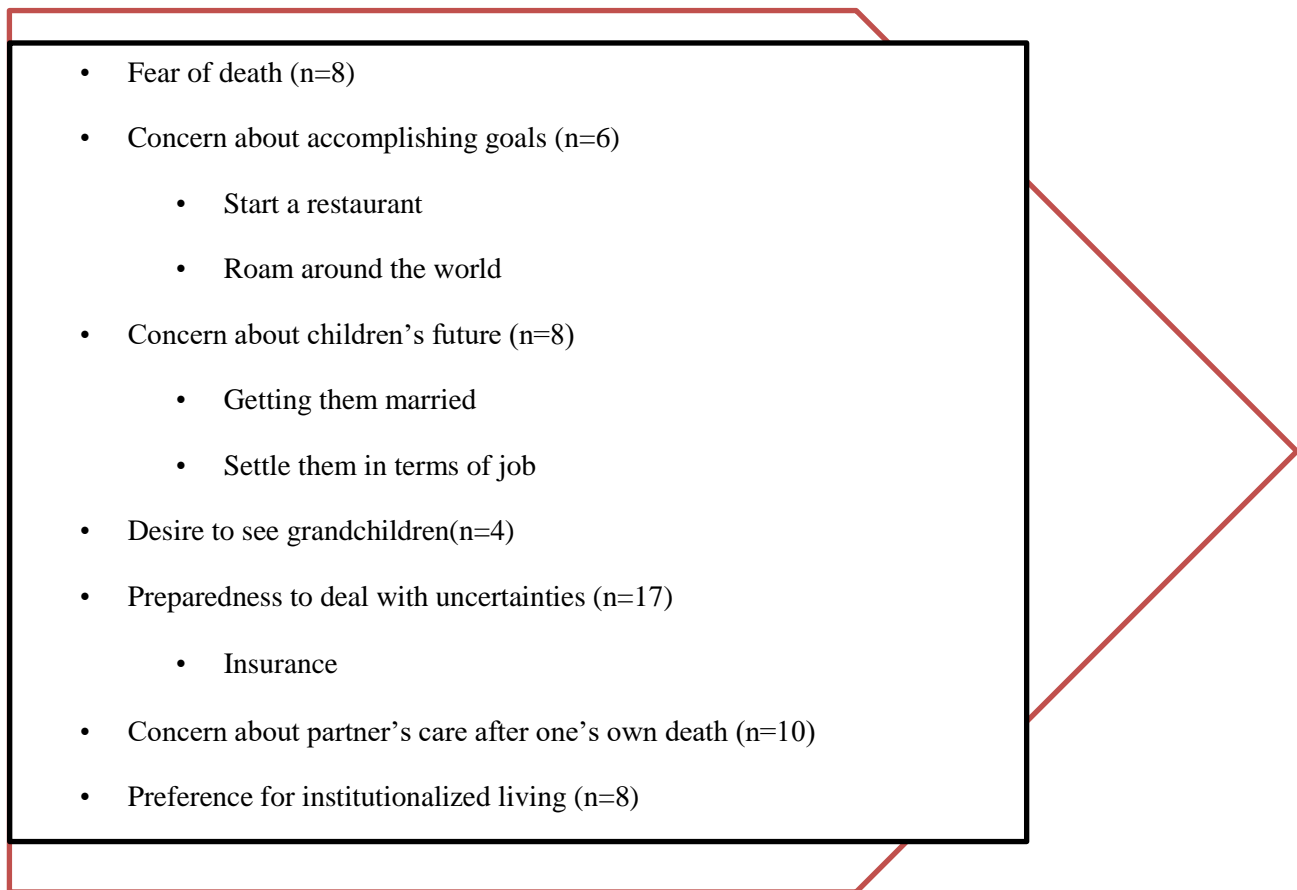 • Fear of death (n=8)
• Concern about accomplishing goals (n=6)
• Start a restaurant
• Roam around the world
• Concern about children’s future (n=8)
• Getting them married
• Settle them in terms of job
• Desire to see grandchildren(n=4)
• Preparedness to deal with uncertainties (n=17)
• Insurance
• Concern about partner’s care after one’s own death (n=10)
• Preference for institutionalized living (n=8)